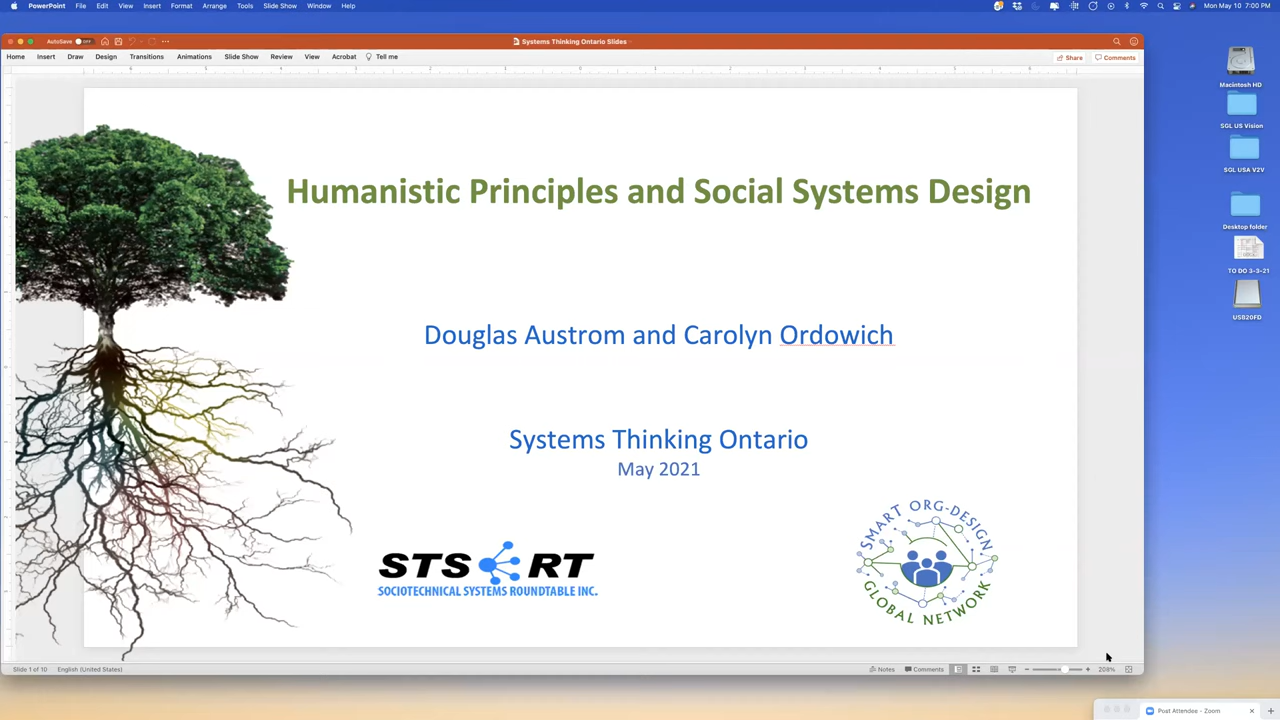 PowerPoint File Edit View Insert Format Arrange Tools Slide Show Window Help Mon May 10 7:00 PM
AutoSave OFF Systems Thinking Ontario Slides
Home Insert Draw Design Transitions Animations Slide Show Review View Acrobat Tell me Share Comments
Humanistic Principles and Social Systems Design
Douglas Austrom and Carolyn Ordowich
Systems Thinking Ontario
May 2021
STS RT
SOCIOTECHNICAL SYSTEMS ROUNDTABLE INC.
SMART ORG-DESIGN
GLOBAL NETWORK
Slide 1 of 10 English (United States) Notes Comments 208%
Macintosh HD
SGL US Vision
SGL USA V2V
Desktop folder
TO DO 3-3-21
USB20FD
Post Attendee - Zoom